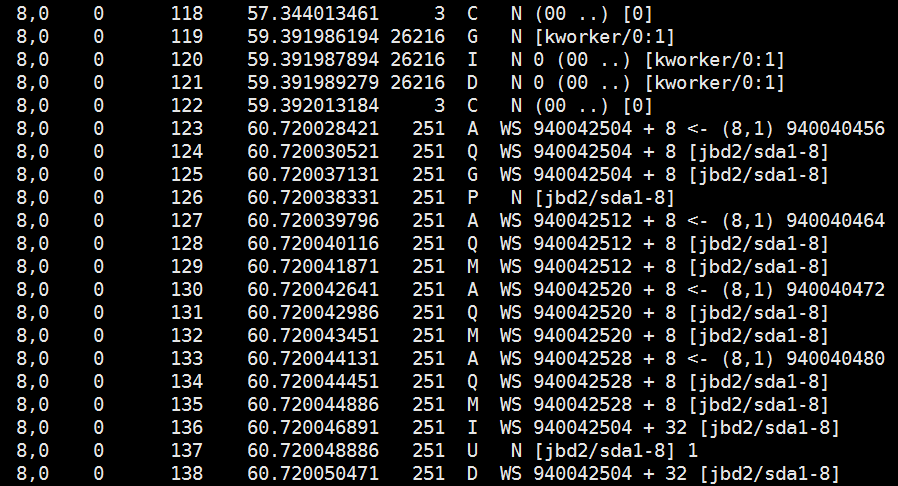 8,0 0 118 57.344013461 3 C N (00 ..) [0]
8,0 0 119 59.391986194 26216 G N [kworker/0:1]
8,0 0 120 59.391987894 26216 I N 0 (00 ..) [kworker/0:1]
8,0 0 121 59.391989279 26216 D N 0 (00 ..) [kworker/0:1]
8,0 0 122 59.392013184 3 C N (00 ..) [0]
8,0 0 123 60.720028421 251 A WS 940042504 + 8 <- (8,1) 940040456
8,0 0 124 60.720030521 251 Q WS 940042504 + 8 [jbd2/sda1-8]
8,0 0 125 60.720037131 251 G WS 940042504 + 8 [jbd2/sda1-8]
8,0 0 126 60.720038331 251 P N [jbd2/sda1-8]
8,0 0 127 60.720039796 251 A WS 940042512 + 8 <- (8,1) 940040464
8,0 0 128 60.720040116 251 Q WS 940042512 + 8 [jbd2/sda1-8]
8,0 0 129 60.720041871 251 M WS 940042512 + 8 [jbd2/sda1-8]
8,0 0 130 60.720042641 251 A WS 940042520 + 8 <- (8,1) 940040472
8,0 0 131 60.720042986 251 Q WS 940042520 + 8 [jbd2/sda1-8]
8,0 0 132 60.720043451 251 M WS 940042520 + 8 [jbd2/sda1-8]
8,0 0 133 60.720044131 251 A WS 940042528 + 8 <- (8,1) 940040480
8,0 0 134 60.720044451 251 Q WS 940042528 + 8 [jbd2/sda1-8]
8,0 0 135 60.720044886 251 M WS 940042528 + 8 [jbd2/sda1-8]
8,0 0 136 60.720046891 251 I WS 940042504 + 32 [jbd2/sda1-8]
8,0 0 137 60.720048886 251 U N [jbd2/sda1-8] 1
8,0 0 138 60.720050471 251 D WS 940042504 + 32 [jbd2/sda1-8]